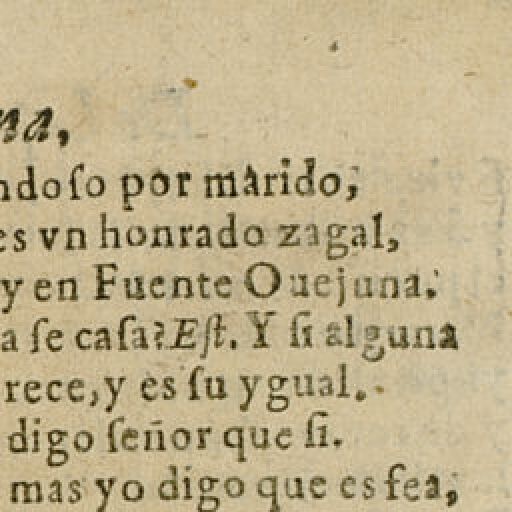 na,
ndoſo por marido,
es vn honrado zagal,
y en Fuente Ouejuna.
a ſe caſa? Eſt. Y ſi alguna
rece, y es ſu ygual.
digo ſeñor que ſi.
mas yo digo que es fea,